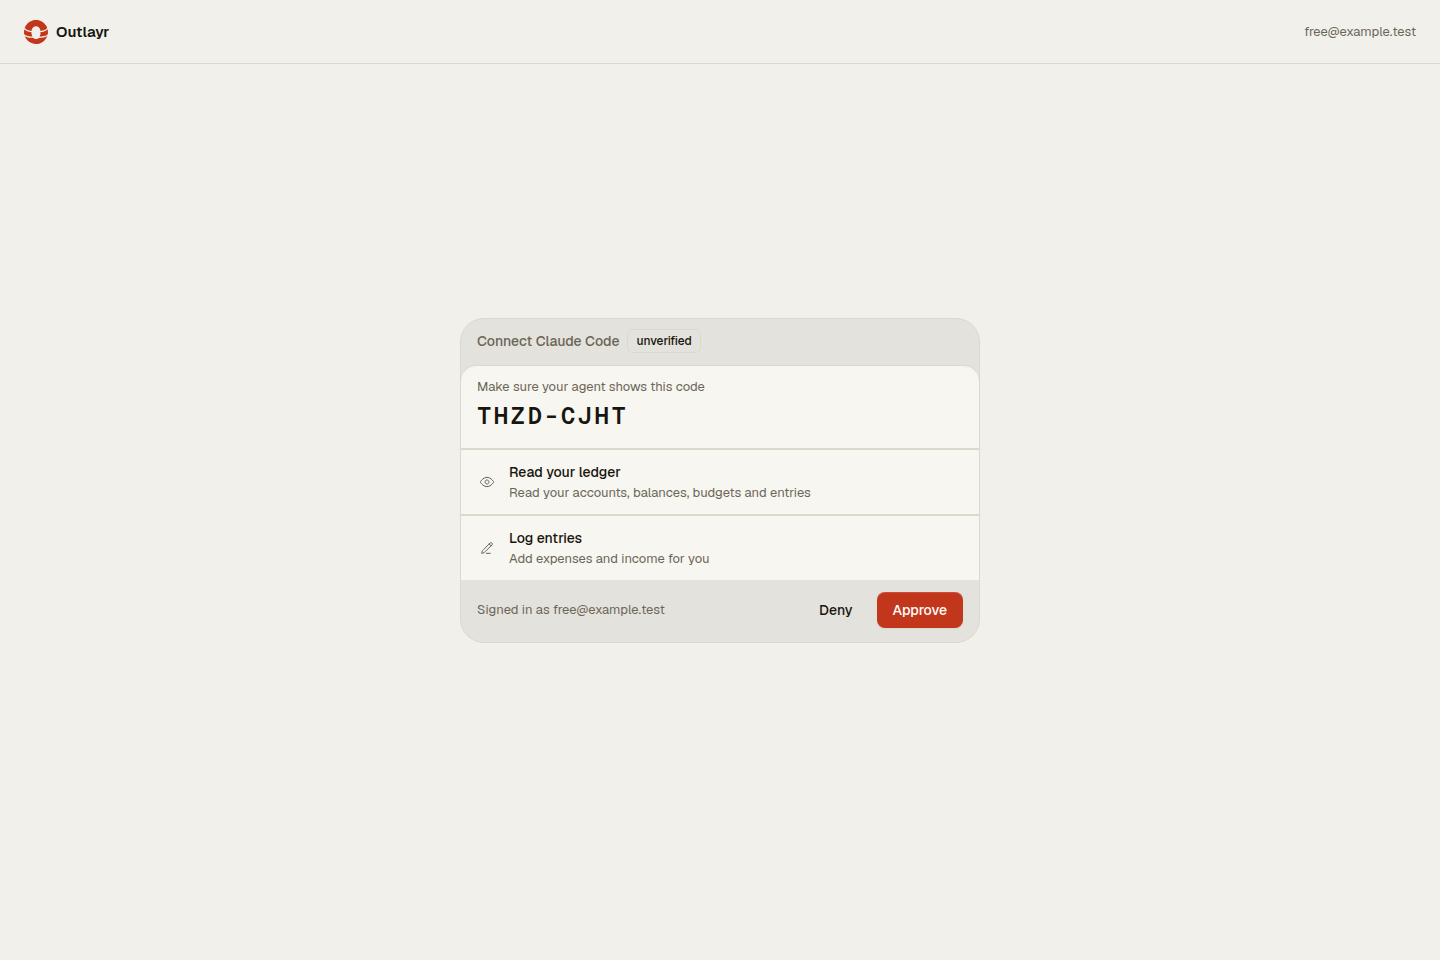 Outlayr
free@example.test
Connect Claude Code unverified
Make sure your agent shows this code
THZD-CJHT
Read your ledger
Read your accounts, balances, budgets and entries
Log entries
Add expenses and income for you
Signed in as free@example.test Deny Approve